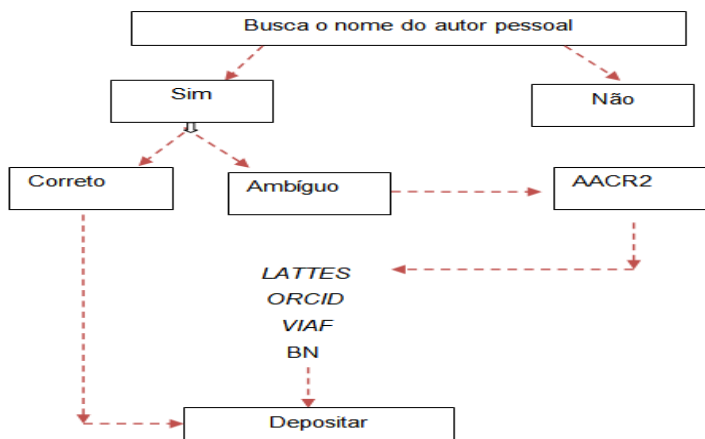 Busca o nome do autor pessoal
Sim
Não
Correto
Ambíguo
AACR2
LATTES
ORCID
VIAF
BN
Depositar